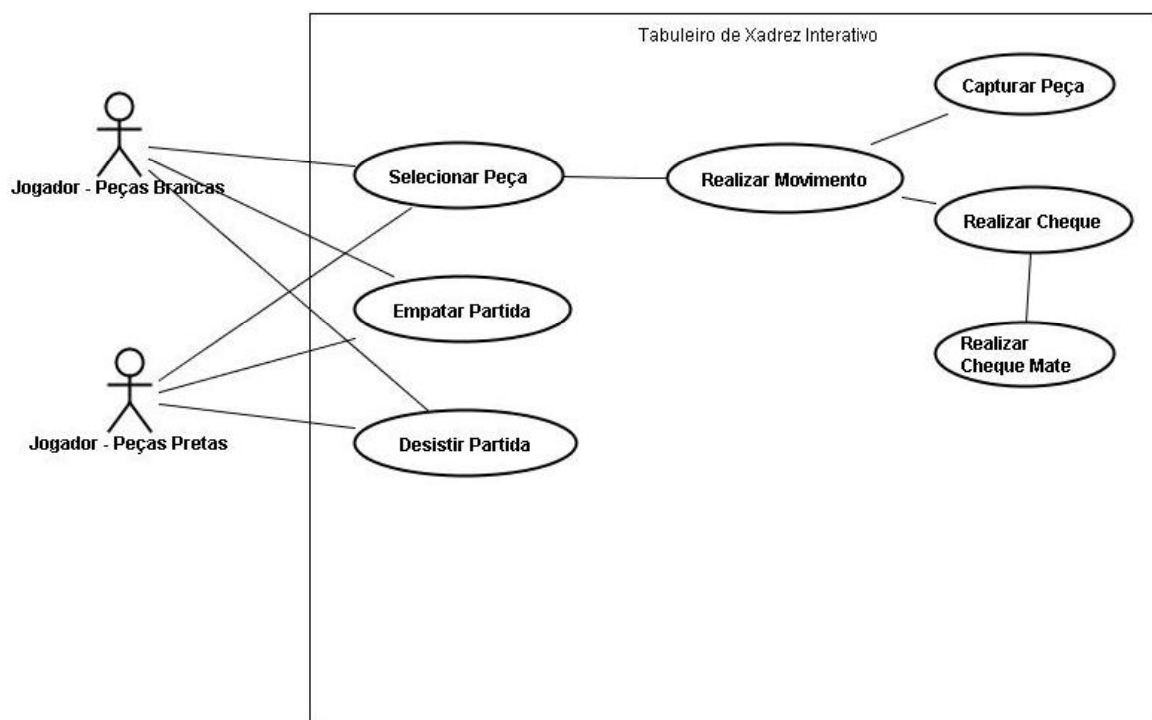 Tabuleiro de Xadrez Interativo
Capturar Peça
Jogador - Peças Brancas
Selecionar Peça
Realizar Movimento
Realizar Cheque
Empatar Partida
Realizar
Cheque Mate
Jogador - Peças Pretas
Desistir Partida